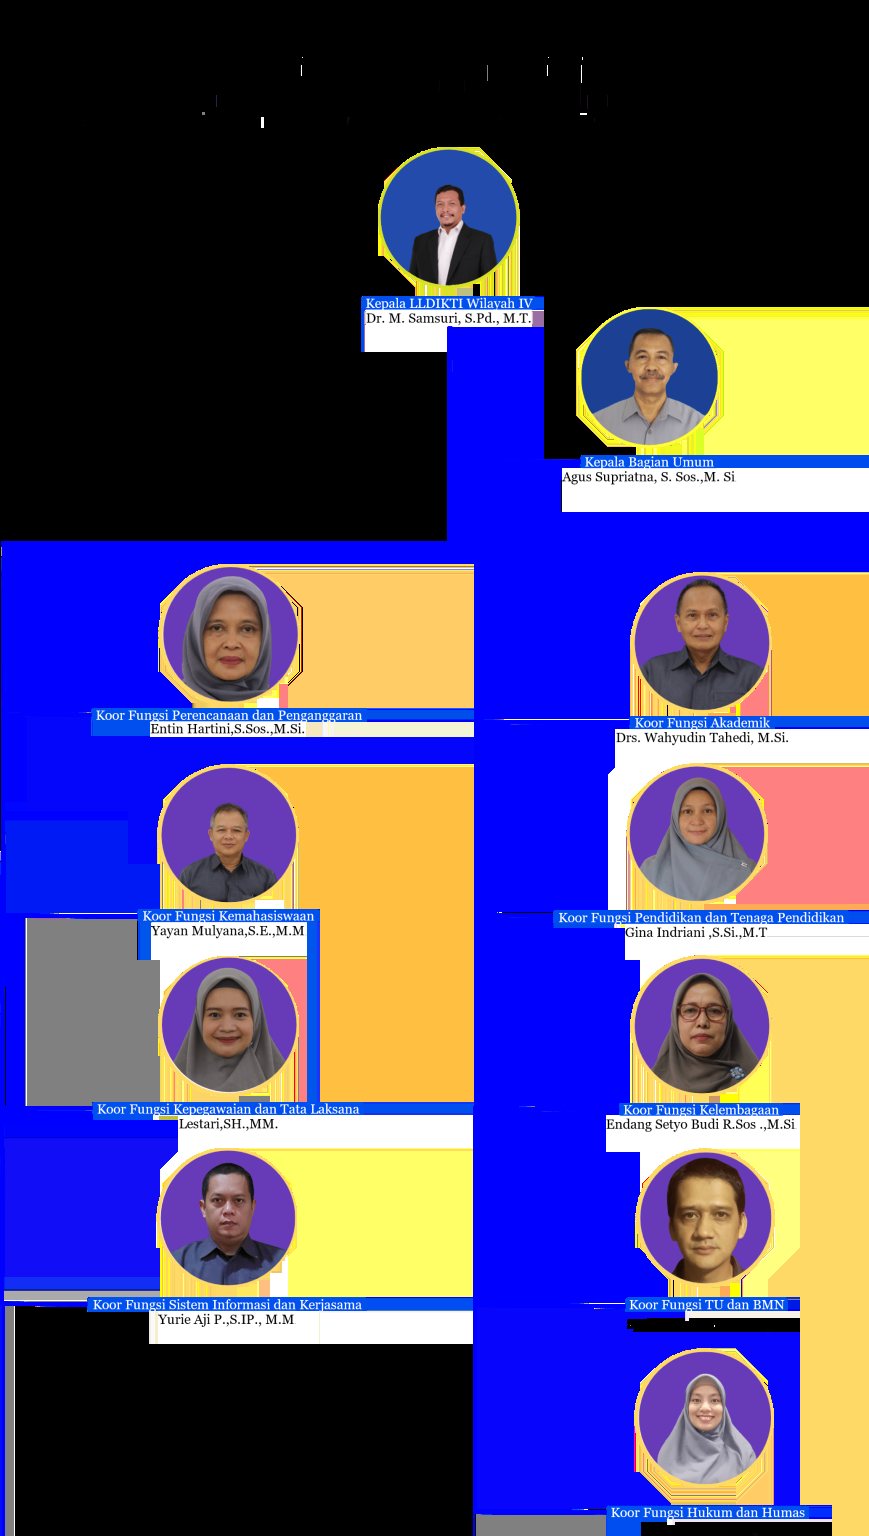 Kepala LLDIKTI Wilayah IV
Dr. M. Samsuri, S.Pd., M.T.
Kepala Bagian Umum
Agus Supriatna, S. Sos.,M. Si
Koor Fungsi Perencanaan dan Penganggaran
Entin Hartini,S.Sos.,M.Si.
Koor Fungsi Akademik
Drs. Wahyudin Tahedi, M.Si.
Koor Fungsi Kemahasiswaan
Yayan Mulyana,S.E.,M.M
Koor Fungsi Pendidikan dan Tenaga Pendidikan
Gina Indriani ,S.Si.,M.T
Koor Fungsi Kepegawaian dan Tata Laksana
Lestari,SH.,MM.
Koor Fungsi Kelembagaan
Endang Setyo Budi R.Sos .,M.Si
Koor Fungsi Sistem Informasi dan Kerjasama
Yurie Aji P.,S.IP., M.M
Koor Fungsi TU dan BMN
Koor Fungsi Hukum dan Humas